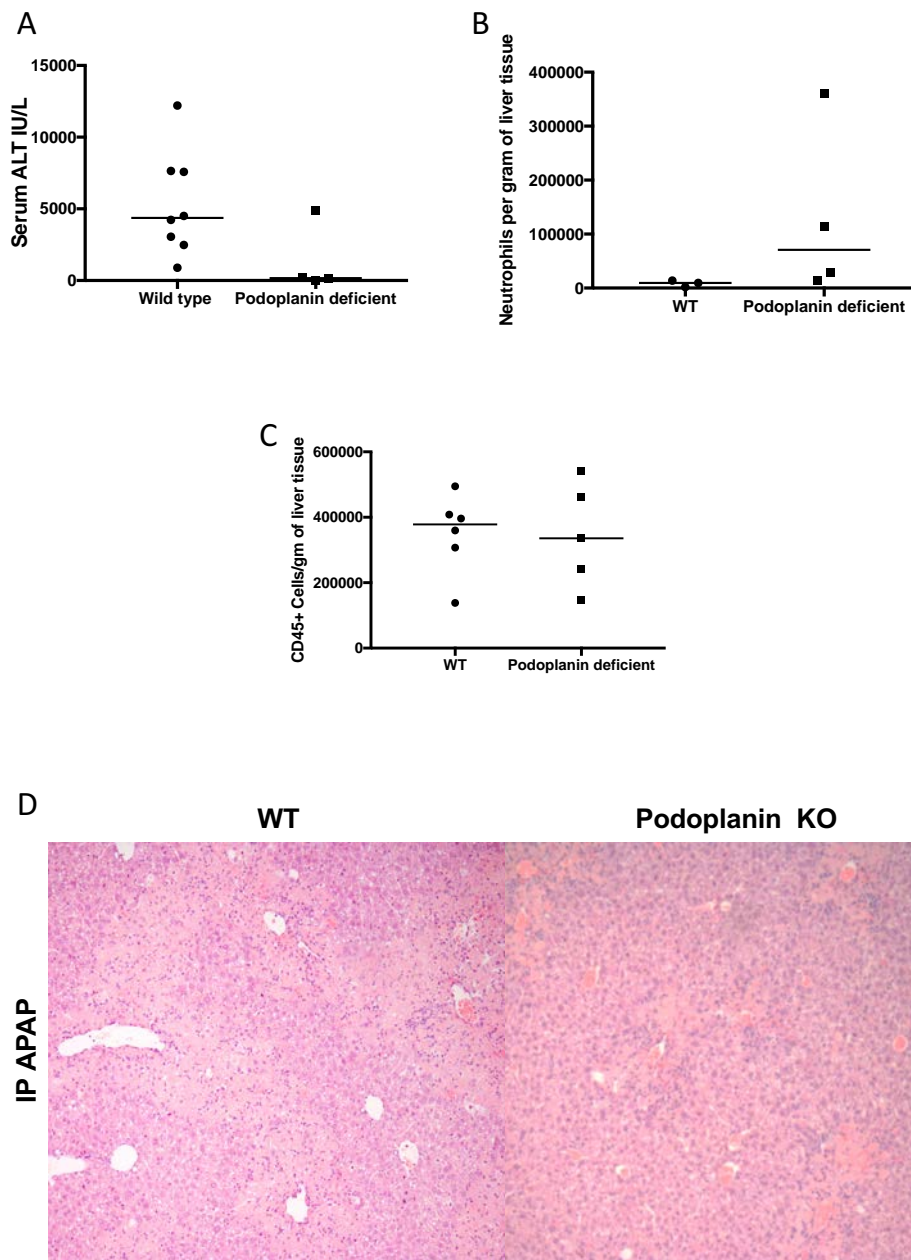 A
Serum ALT IU/L
15000
10000
5000
0
Wild type
Podoplanin deficient
B
Neutrophils per gram of liver tissue
400000
300000
200000
100000
0
WT
Podoplanin deficient
C
CD45+ Cells/gm of liver tissue
600000
400000
200000
0
WT
Podoplanin deficient
D
WT
Podoplanin KO
IP APAP